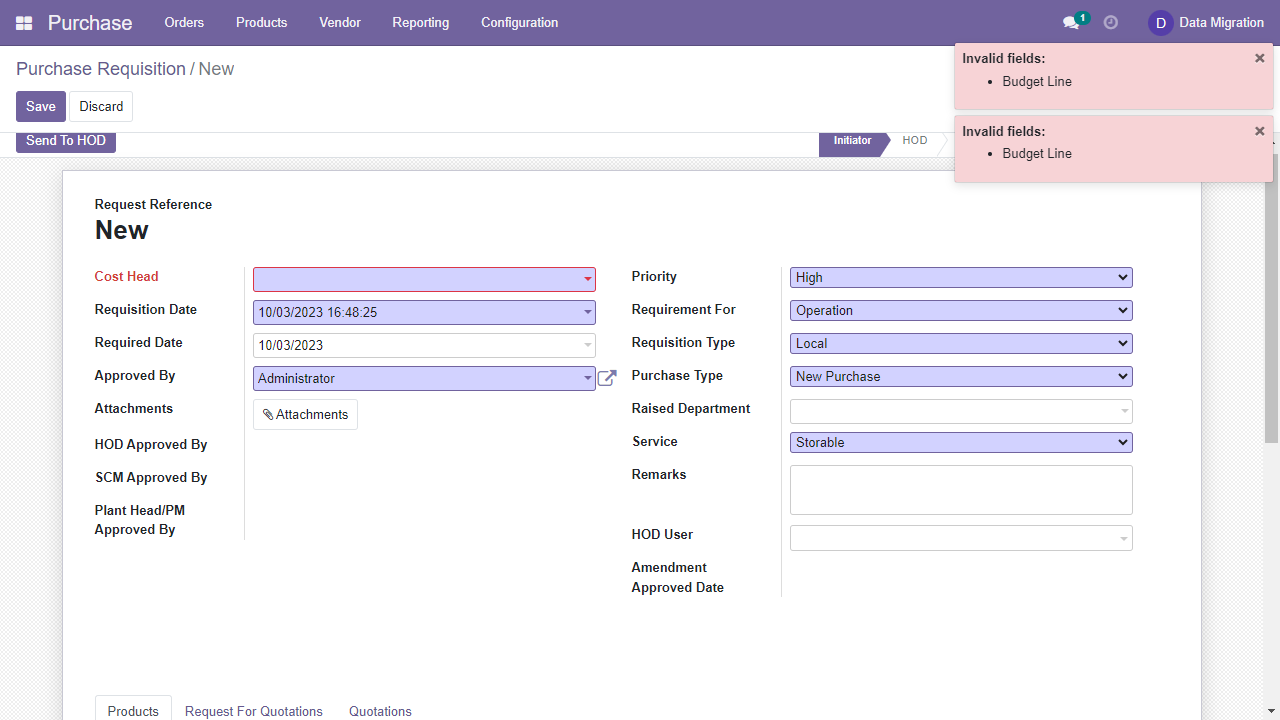 Purchase Orders Products Vendor Reporting Configuration 1 D Data Migration
Purchase Requisition / New
Save Discard
Invalid fields: ×
• Budget Line
Invalid fields: ×
• Budget Line
Send To HOD Initiator HOD
Request Reference
New
Cost Head
Requisition Date 10/03/2023 16:48:25
Required Date 10/03/2023
Approved By Administrator
Attachments Attachments
HOD Approved By
SCM Approved By
Plant Head/PM
Approved By
Priority High
Requirement For Operation
Requisition Type Local
Purchase Type New Purchase
Raised Department
Service Storable
Remarks
HOD User
Amendment
Approved Date
Products Request For Quotations Quotations